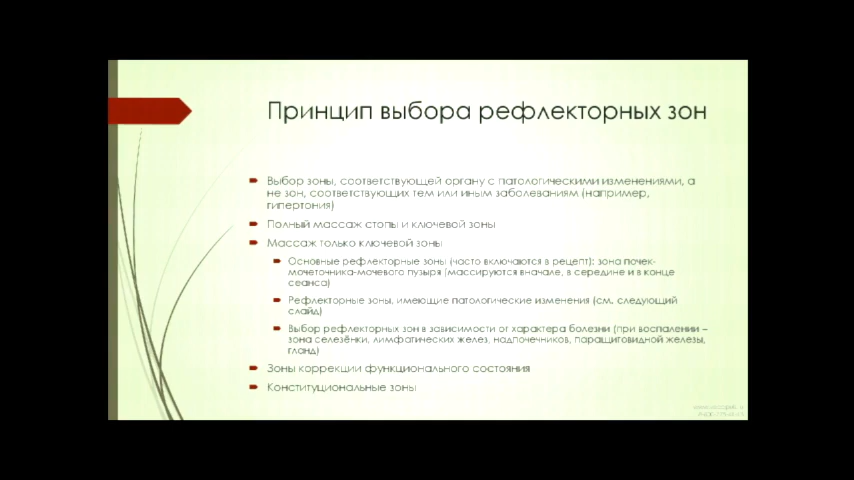 Принцип выбора рефлекторных зон
Выбор зоны, соответствующей органу с патологическими изменениями, а
не зон, соответствующих тем или иным заболеваниям (например,
гипертония)
Полный массаж стопы и ключевой зоны
Массаж только ключевой зоны
Основные рефлекторные зоны (часто включаются в рецепт): зона почек-
мочеточника-мочевого пузыря (массируются вначале, в середине и в конце
сеанса)
Рефлекторные зоны, имеющие патологические изменения (см. следующий
слайд)
Выбор рефлекторных зон в зависимости от характера болезни (при воспалении –
зона селезёнки, лимфатических желез, надпочечников, паращитовидной железы,
гланд)
Зоны коррекции функционального состояния
Конституциональные зоны